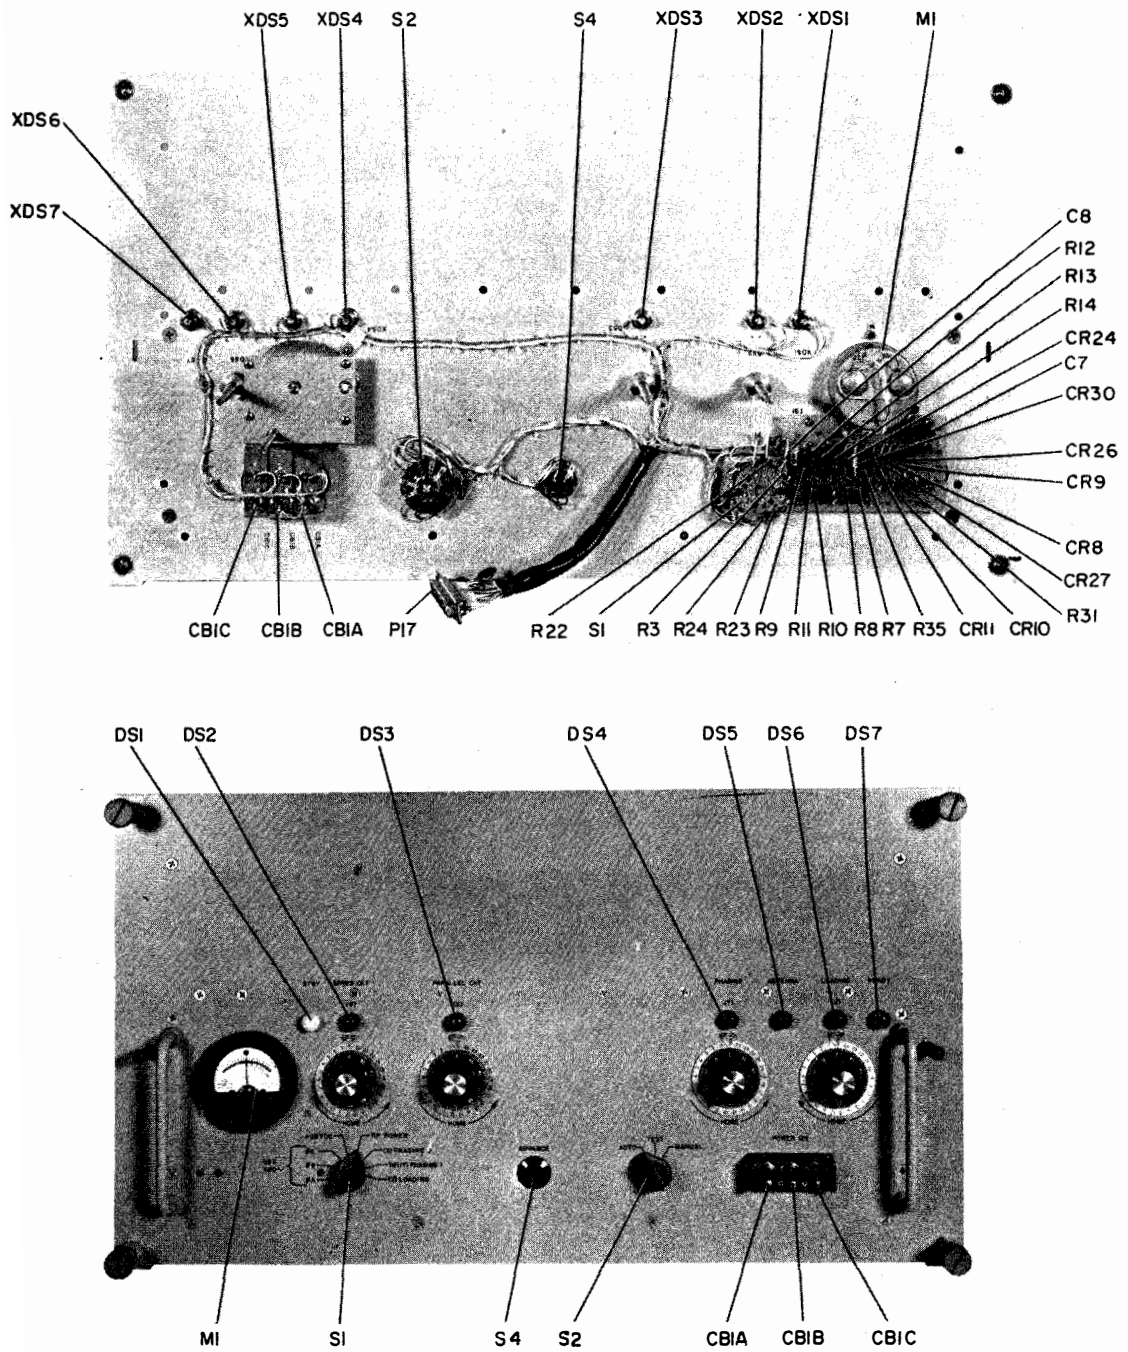 XDS5 XDS4 S2 S4 XDS3 XDS2 XDS1 M1
XDS6
XDS7
C8
R12
R13
R14
CR24
C7
CR30
CR26
CR9
CR8
CR27
R31
CB1C CB1B CB1A P17 R22 S1 R3 R24 R23 R9 R11 R10 R8 R7 R35 CR11 CR10
DS1 DS2 DS3 DS4 DS5 DS6 DS7
POWER ON
M1 S1 S4 S2 CB1A CB1B CB1C